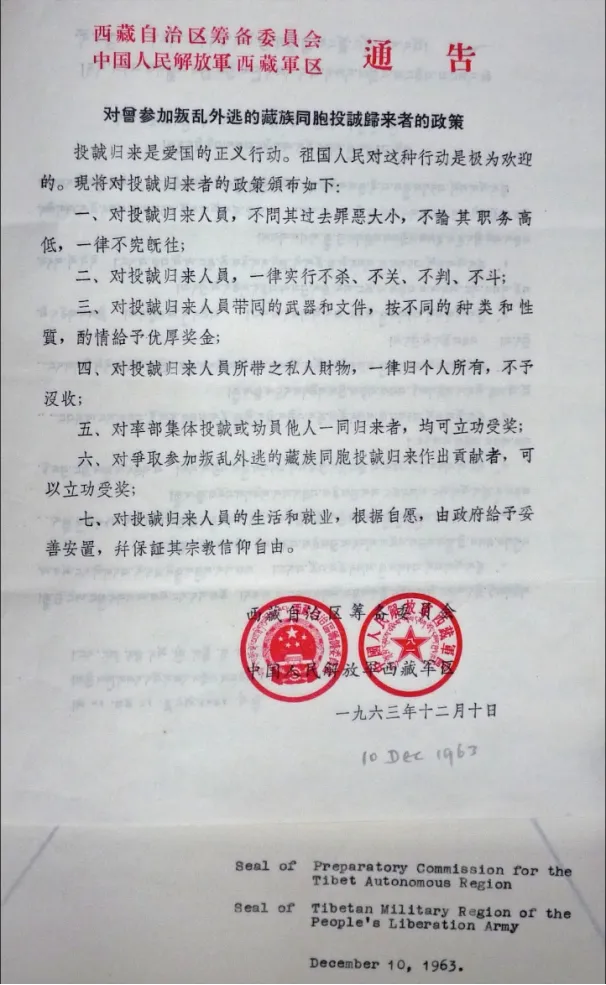 西藏自治区筹备委員会
中国人民解放軍西藏軍区
通 告
对曾参加叛乱外逃的藏族同胞投誠歸来者的政策
投誠归来是爱国的正义行动。祖国人民对这种行动是极为欢迎
的。現将对投誠归来者的政策頒布如下:
一、对投誠归来人員，不問其过去罪惡大小，不論其职务高
低，一律不究旣往;
二、对投誠归来人員，一律实行不杀、不关、不判、不斗;
三、对投誠归来人員带囘的武器和文件，按不同的种类和性
質，酌情給予优厚奖金;
四、对投誠归来人員所带之私人財物，一律归个人所有，不予
沒收;
五、对率部集体投誠或动員他人一同归来者，均可立功受奖;
六、对爭取参加叛乱外逃的藏族同胞投誠归来作出貢献者，可
以立功受奖;
七、对投誠归来人員的生活和就业，根据自愿，由政府給予妥
善安置，幷保証其宗教信仰自由。
西藏自治区筹备委員会
中国人民解放军西藏军区
一九六三年十二月十日
10 Dec 1963
Seal of Preparatory Commission for the
Tibet Autonomous Region
Seal of Tibetan Military Region of the
People's Liberation Army
December 10, 1963.